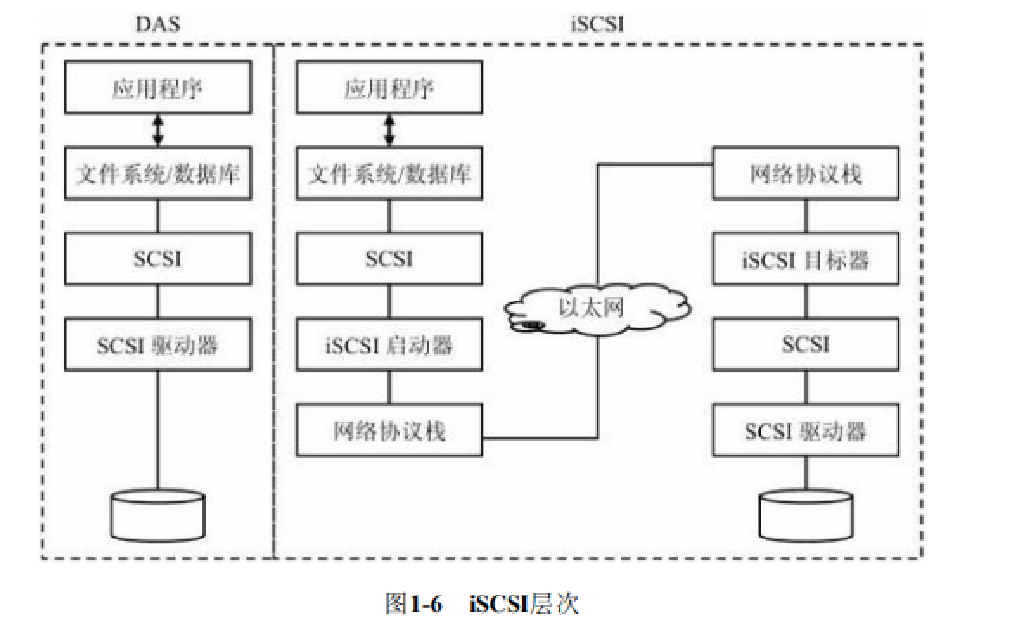 DAS
iSCSI
应用程序
文件系统/数据库
SCSI
SCSI 驱动器
应用程序
文件系统/数据库
SCSI
iSCSI 启动器
网络协议栈
以太网
网络协议栈
iSCSI 目标器
SCSI
SCSI 驱动器
图1-6 iSCSI层次